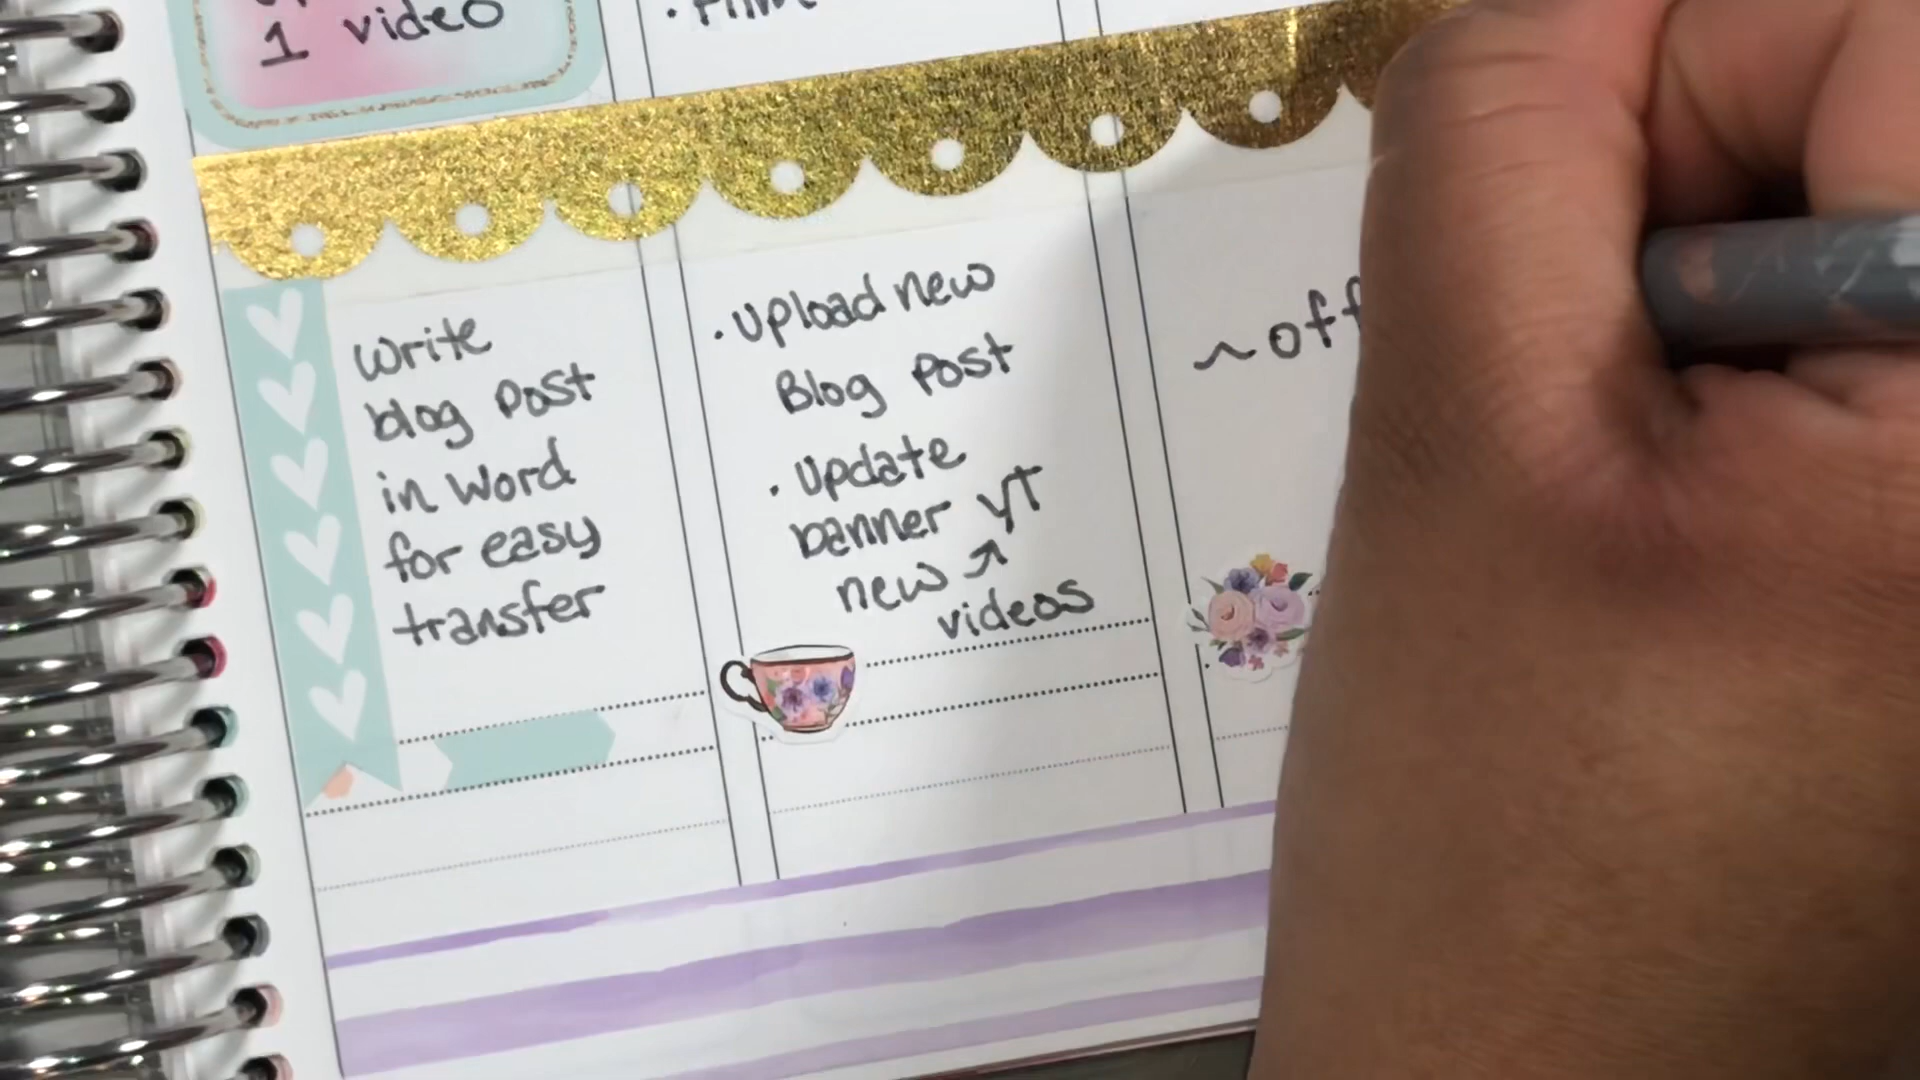 1 video
write
blog post
in Word
for easy
transfer
• Upload new
Blog Post
• Update
banner YT
new ↗
videos
~ off